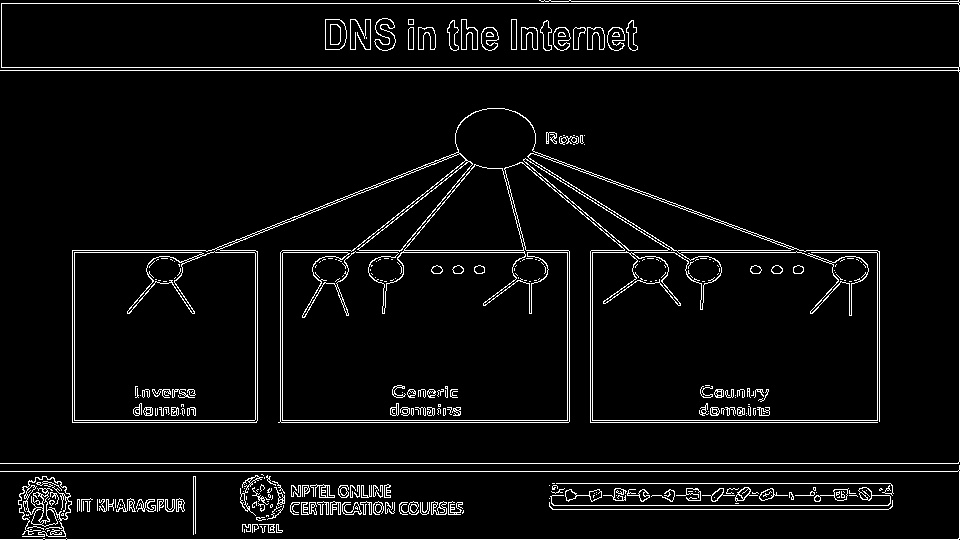 DNS in the Internet
Root
Inverse
domain
Generic
domains
Country
domains
IIT KHARAGPUR
NPTEL ONLINE
CERTIFICATION COURSES
NPTEL